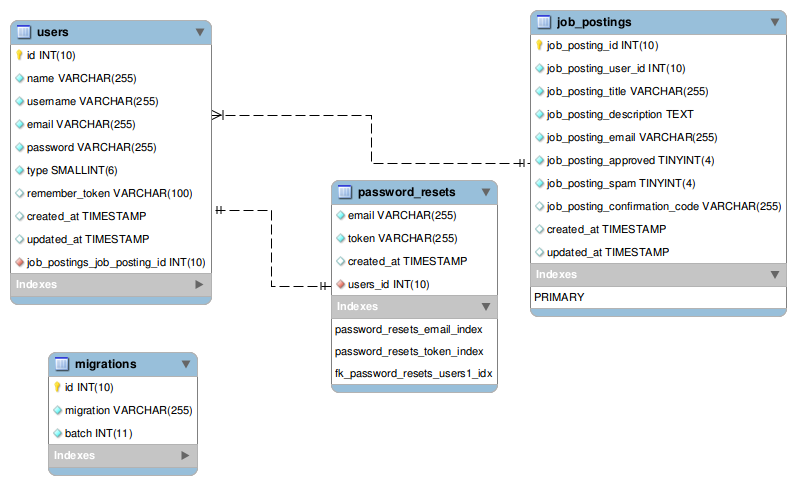 users
id INT(10)
name VARCHAR(255)
username VARCHAR(255)
email VARCHAR(255)
password VARCHAR(255)
type SMALLINT(6)
remember_token VARCHAR(100)
created_at TIMESTAMP
updated_at TIMESTAMP
job_postings_job_posting_id INT(10)
Indexes
job_postings
job_posting_id INT(10)
job_posting_user_id INT(10)
job_posting_title VARCHAR(255)
job_posting_description TEXT
job_posting_email VARCHAR(255)
job_posting_approved TINYINT(4)
job_posting_spam TINYINT(4)
job_posting_confirmation_code VARCHAR(255)
created_at TIMESTAMP
updated_at TIMESTAMP
Indexes
PRIMARY
password_resets
email VARCHAR(255)
token VARCHAR(255)
created_at TIMESTAMP
users_id INT(10)
Indexes
password_resets_email_index
password_resets_token_index
fk_password_resets_users1_idx
migrations
id INT(10)
migration VARCHAR(255)
batch INT(11)
Indexes